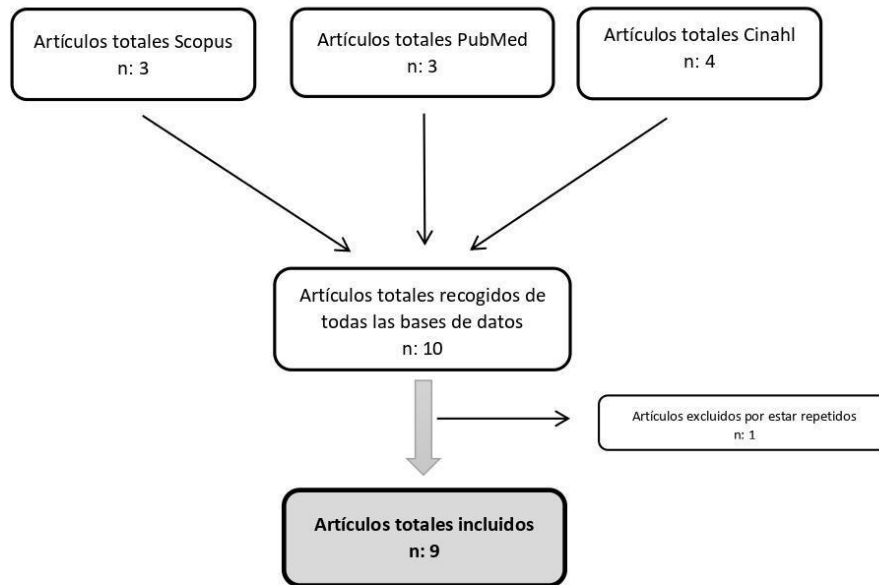 Artículos totales Scopus
n: 3
Artículos totales PubMed
n: 3
Artículos totales Cinahl
n: 4
Artículos totales recogidos de
todas las bases de datos
n: 10
Artículos excluidos por estar repetidos
n: 1
Artículos totales incluidos
n: 9